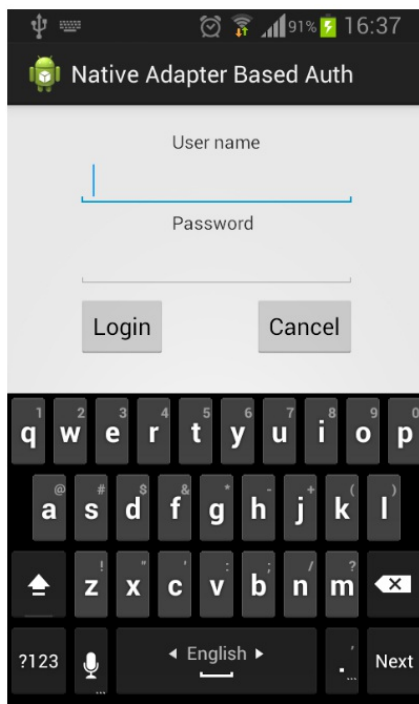 91% 16:37
Native Adapter Based Auth
User name
Password
Login Cancel
1 2 3 4 5 6 7 8 9 0
q w e r t y u i o p
@ # $ & * - + ( )
a s d f g h j k l
! " ' : ; / ?
z x c v b n m
?123 ... ◂ English ▸ . ,... Next